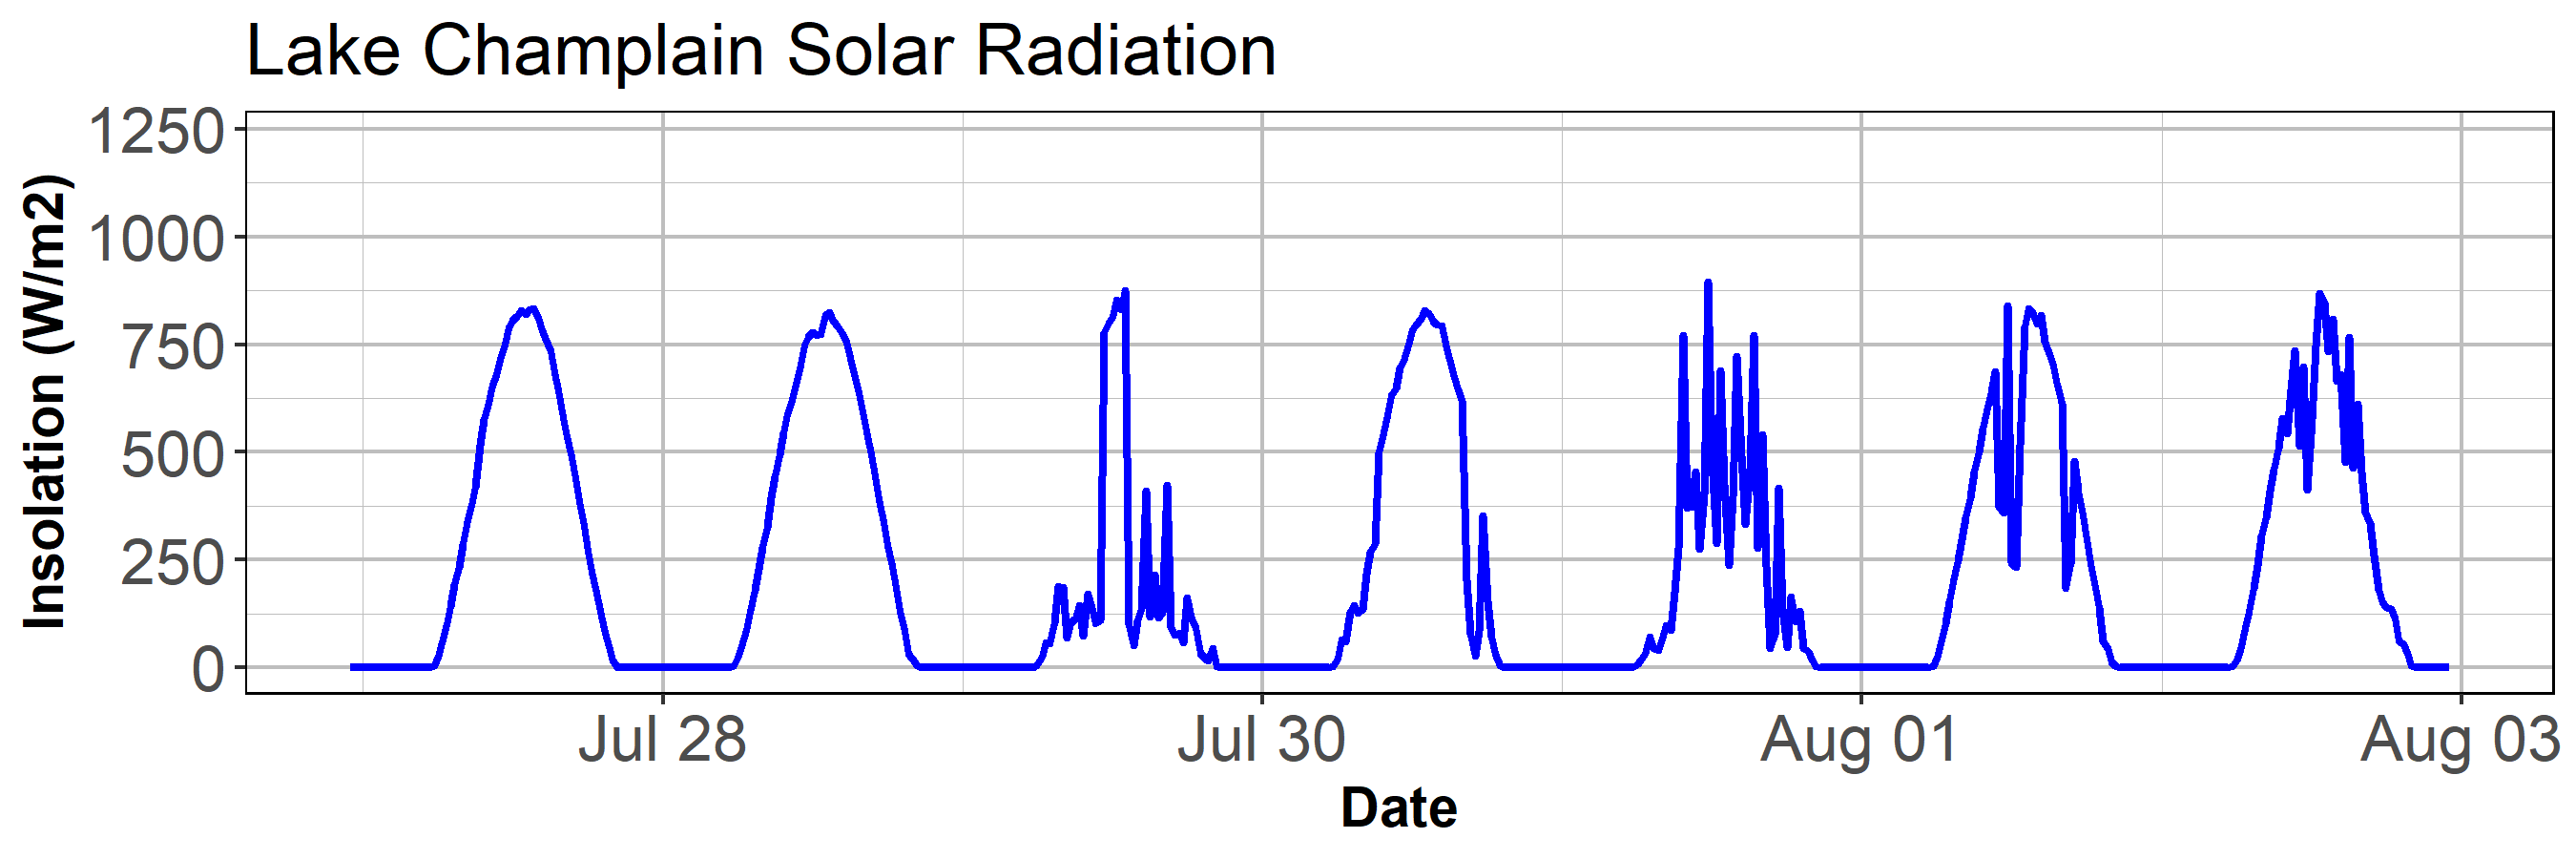 Lake Champlain Solar Radiation
Insolation (W/m2)
1250
1000
750
500
250
0
Jul 28
Jul 30
Aug 01
Aug 03
Date